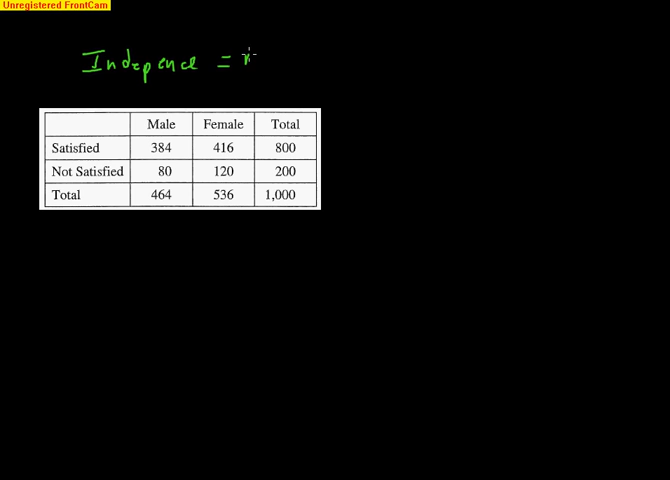 Unregistered FrontCam
Indepence =
Male Female Total
Satisfied 384 416 800
Not Satisfied 80 120 200
Total 464 536 1,000